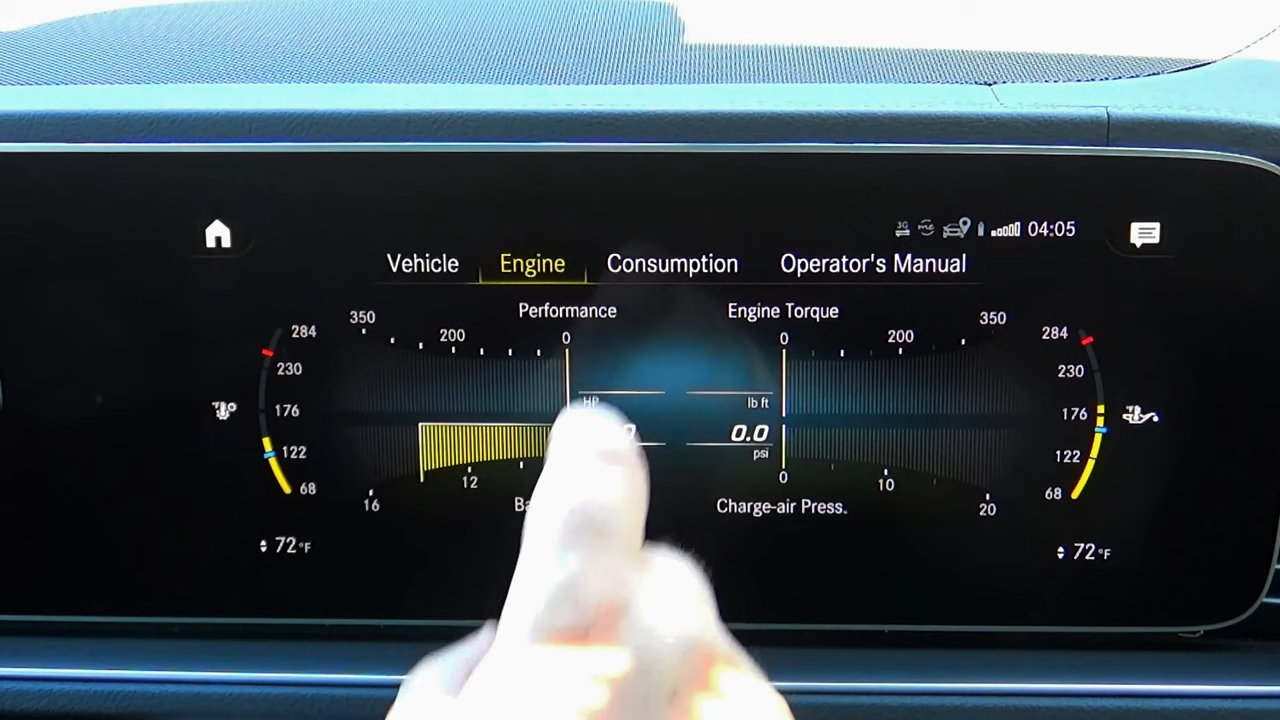 3G
04:05
Vehicle Engine Consumption Operator's Manual
Performance Engine Torque
350 200 0 0 200 350
284 284
230 230
HP lb ft
176 176
0.0
122 122
psi
68 12 0 10 68
16 20
Charge-air Press.
72°F 72°F